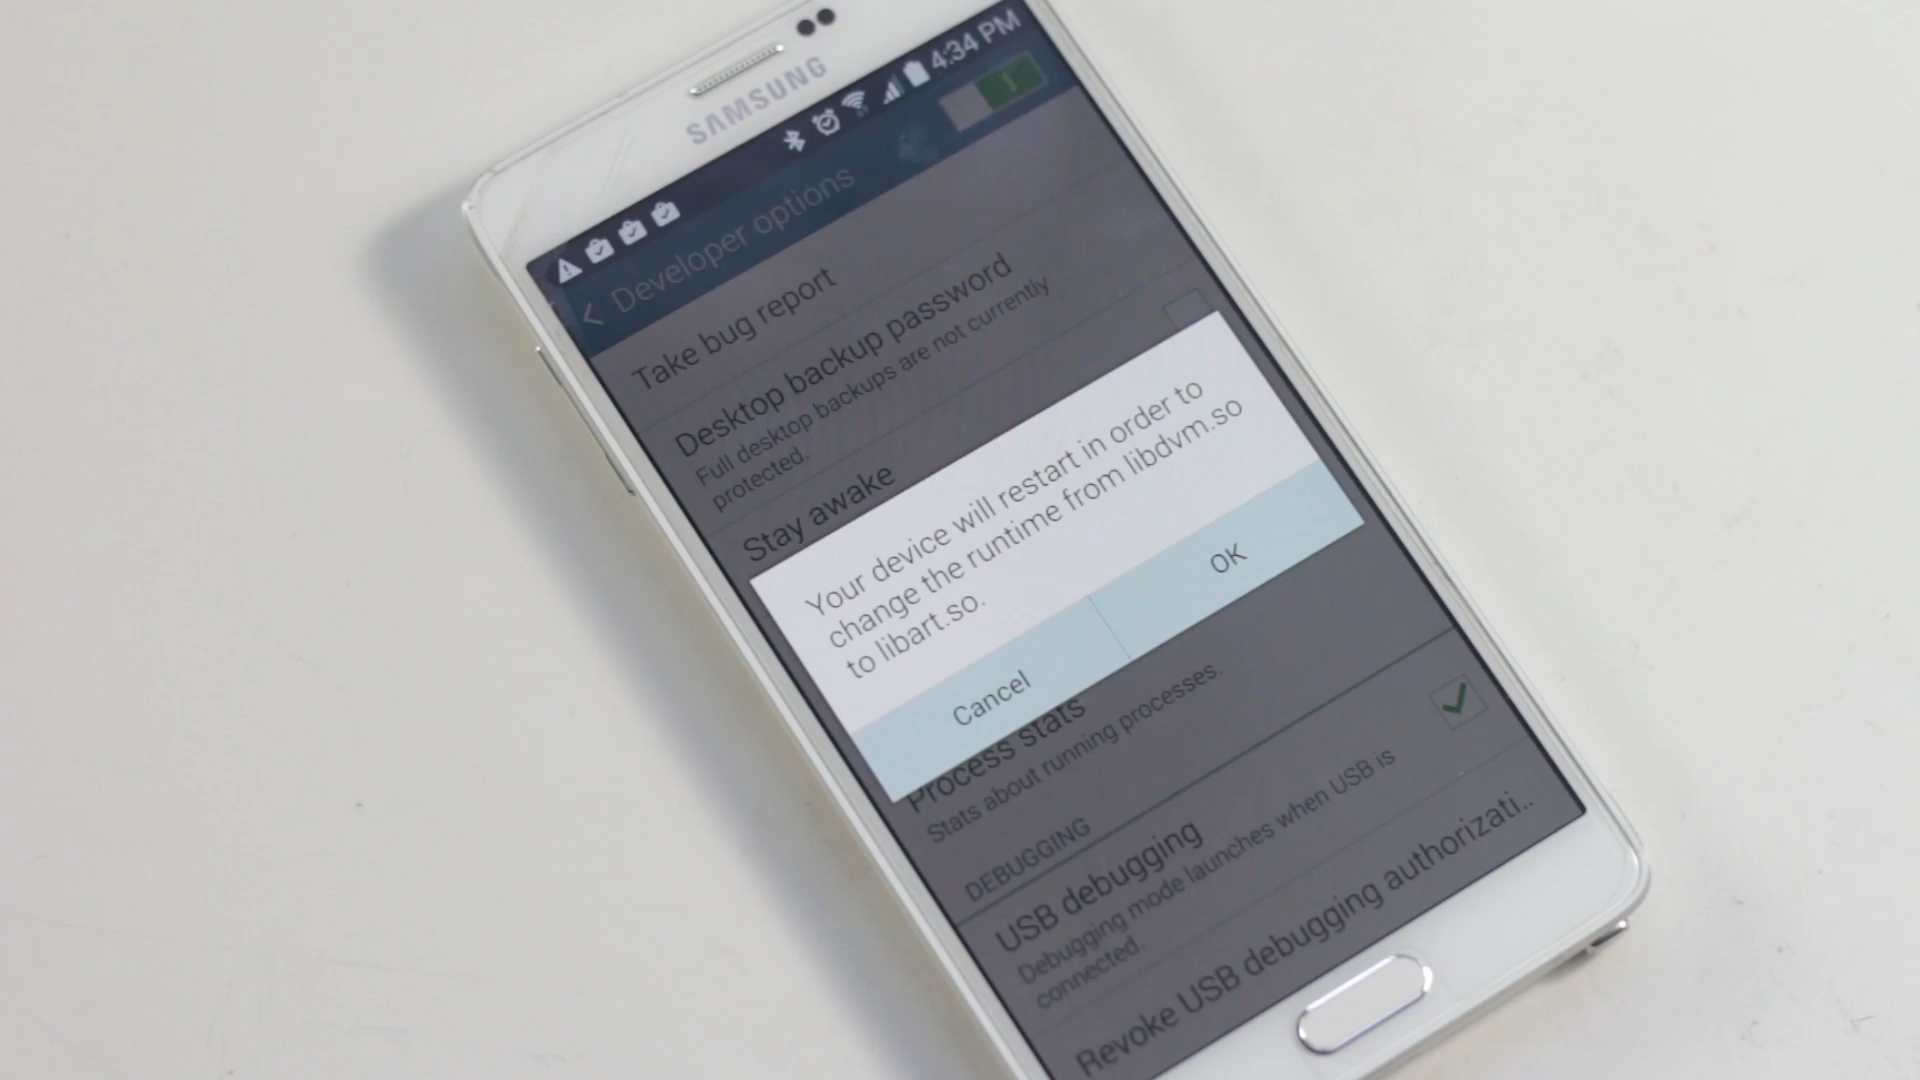 SAMSUNG
4:34 PM
Developer options
Take bug report
Desktop backup password
Full desktop backups are not currently
protected.
Stay awake
Your device will restart in order to
change the runtime from libdvm.so
to libart.so.
Cancel
OK
Process stats
Stats about running processes.
DEBUGGING
USB debugging
Debugging mode launches when USB is
connected.
Revoke USB debugging authorizati..